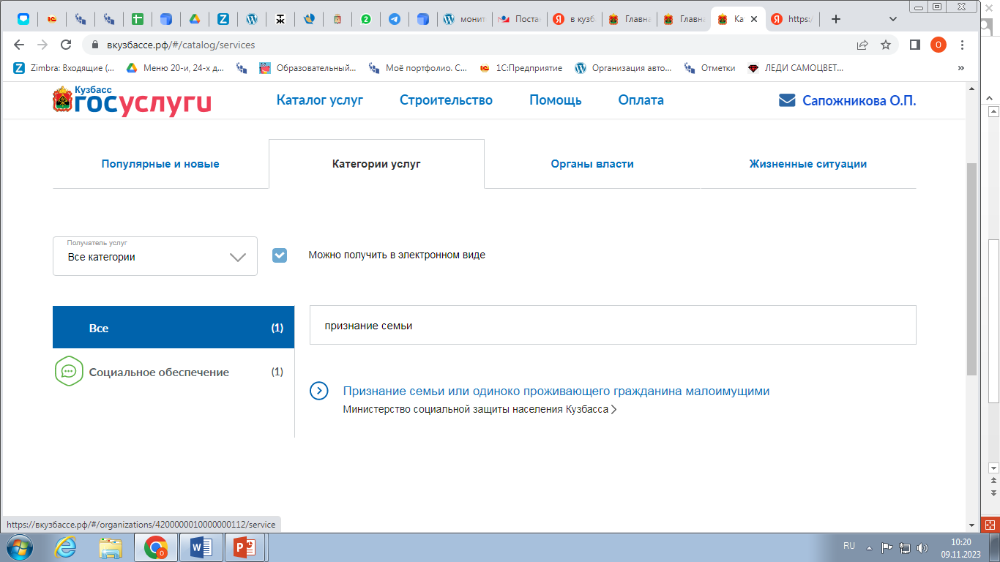 монит
Поста
в кузб
Главна
Главна
Ка
https:/
вкузбассе.рф/#/catalog/services
Zimbra: Входящие (...
Меню 20-и, 24-х д...
Образовательный...
Моё портфолио. С...
1С:Предприятие
Организация авто...
Отметки
ЛЕДИ САМОЦВЕТ...
Кузбасс
госуслуги
Каталог услуг
Строительство
Помощь
Оплата
Сапожникова О.П.
Популярные и новые
Категории услуг
Органы власти
Жизненные ситуации
Получатель услуг
Все категории
Можно получить в электронном виде
Все (1)
признание семьи
Социальное обеспечение (1)
Признание семьи или одиноко проживающего гражданина малоимущими
Министерство социальной защиты населения Кузбасса
https://вкузбассе.рф/#/organizations/4200000010000000112/service
RU
10:20
09.11.2023